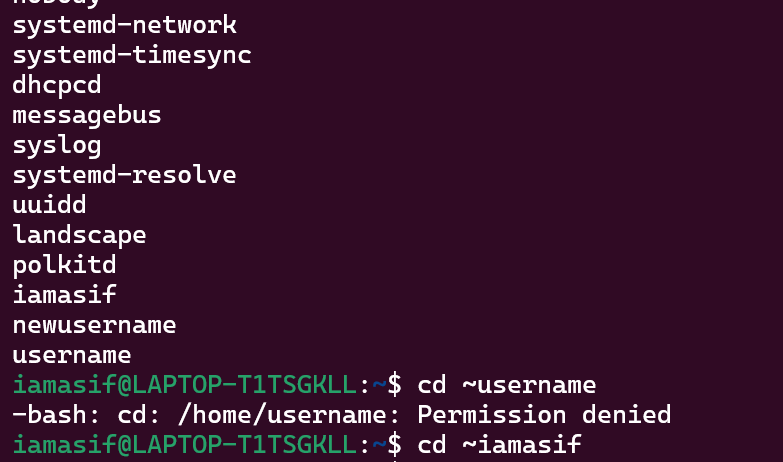 nobody
systemd-network
systemd-timesync
dhcpcd
messagebus
syslog
systemd-resolve
uuidd
landscape
polkitd
iamasif
newusername
username
iamasif@LAPTOP-T1TSGKLL:~$ cd ~username
-bash: cd: /home/username: Permission denied
iamasif@LAPTOP-T1TSGKLL:~$ cd ~iamasif